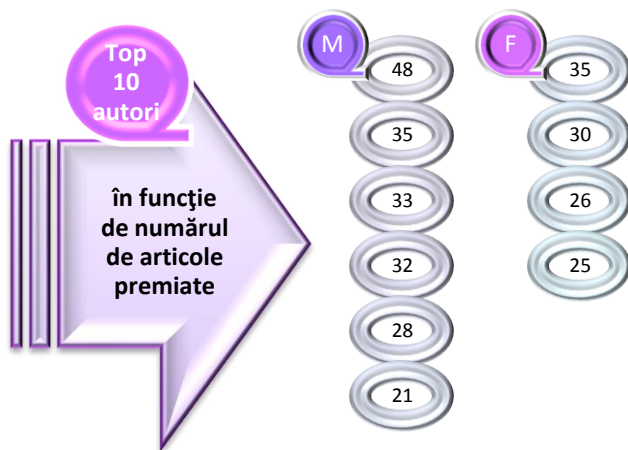 Top
10
autori
în funcţie
de numărul
de articole
premiate
M
48
35
33
32
28
21
F
35
30
26
25